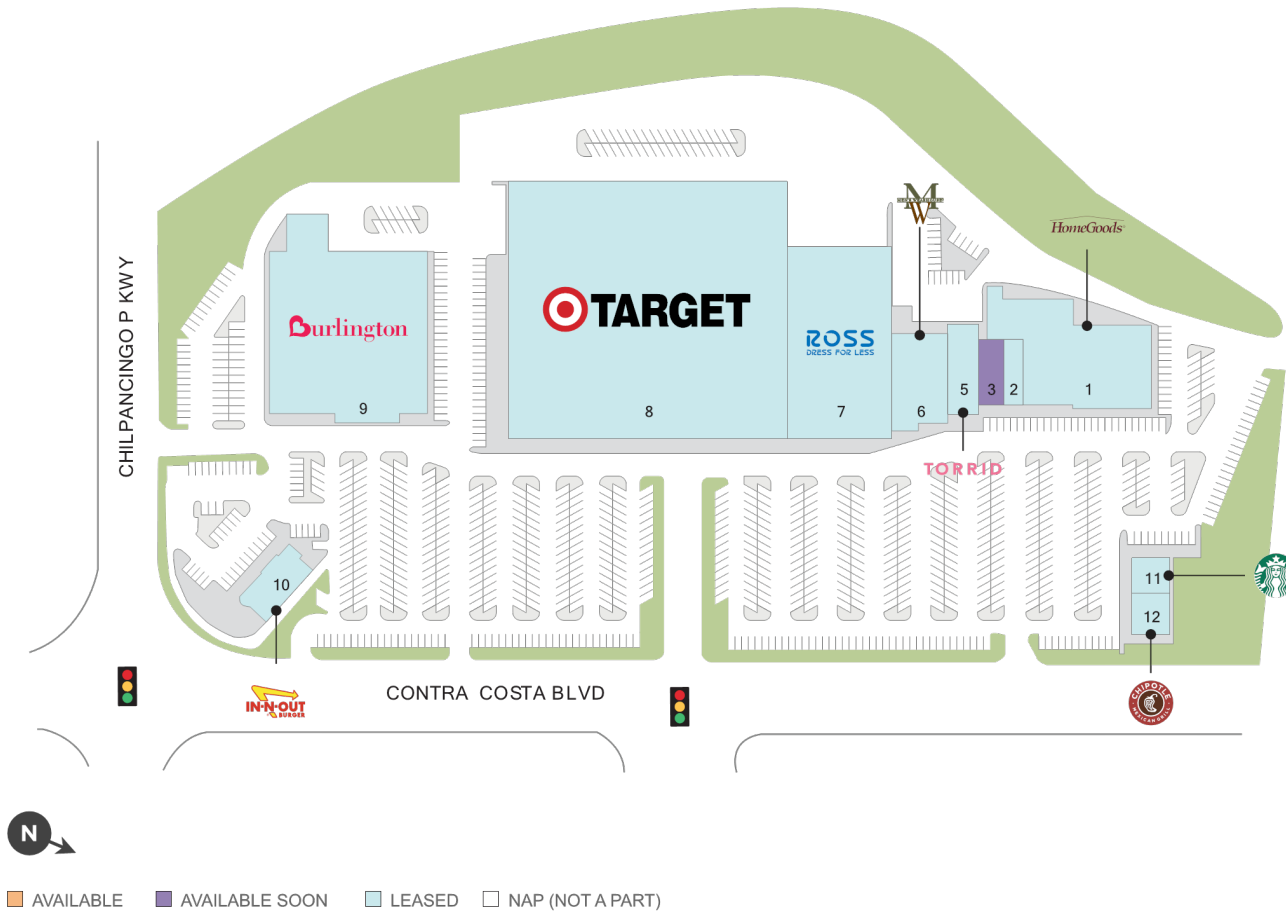 M
W
HomeGoods
CHILPANCINGO P KWY
Burlington
TARGET
ROSS
DRESS FOR LESS
9
8
7
6
5
3
2
1
TORRID
10
11
12
IN-N-OUT
BURGER
CONTRA COSTA BLVD
CHIPOTLE
MEXICAN GRILL
N
AVAILABLE
AVAILABLE SOON
LEASED
NAP (NOT A PART)